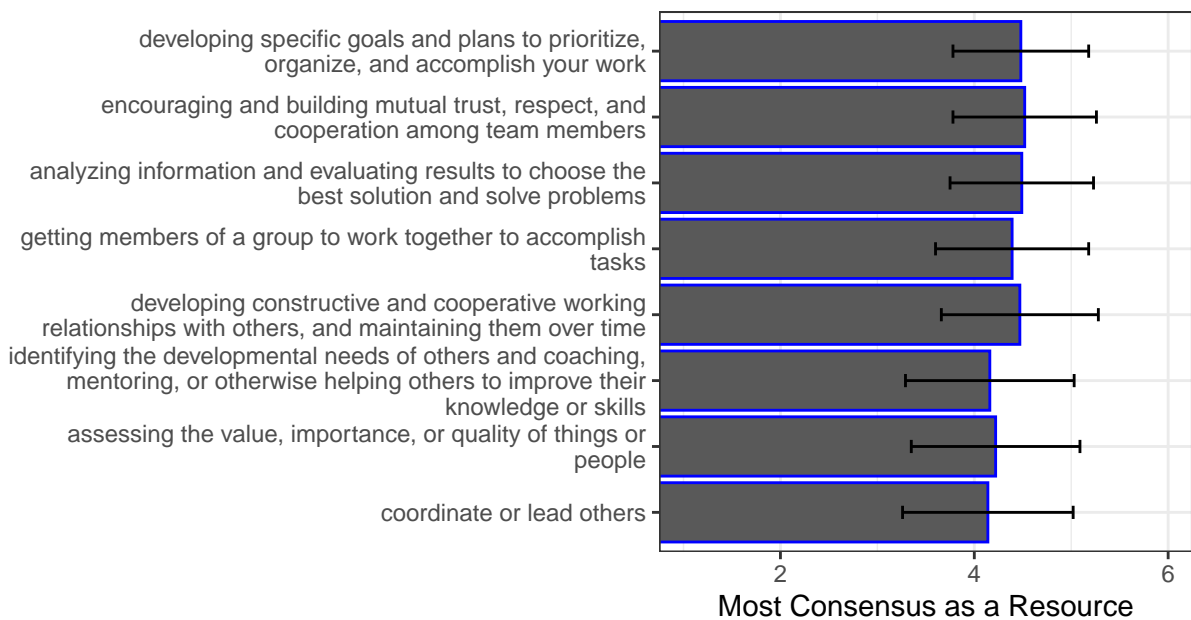 developing specific goals and plans to prioritize,
organize, and accomplish your work
encouraging and building mutual trust, respect, and
cooperation among team members
analyzing information and evaluating results to choose the
best solution and solve problems
getting members of a group to work together to accomplish
tasks
developing constructive and cooperative working
relationships with others, and maintaining them over time
identifying the developmental needs of others and coaching,
mentoring, or otherwise helping others to improve their
knowledge or skills
assessing the value, importance, or quality of things or
people
coordinate or lead others
2 4 6
Most Consensus as a Resource